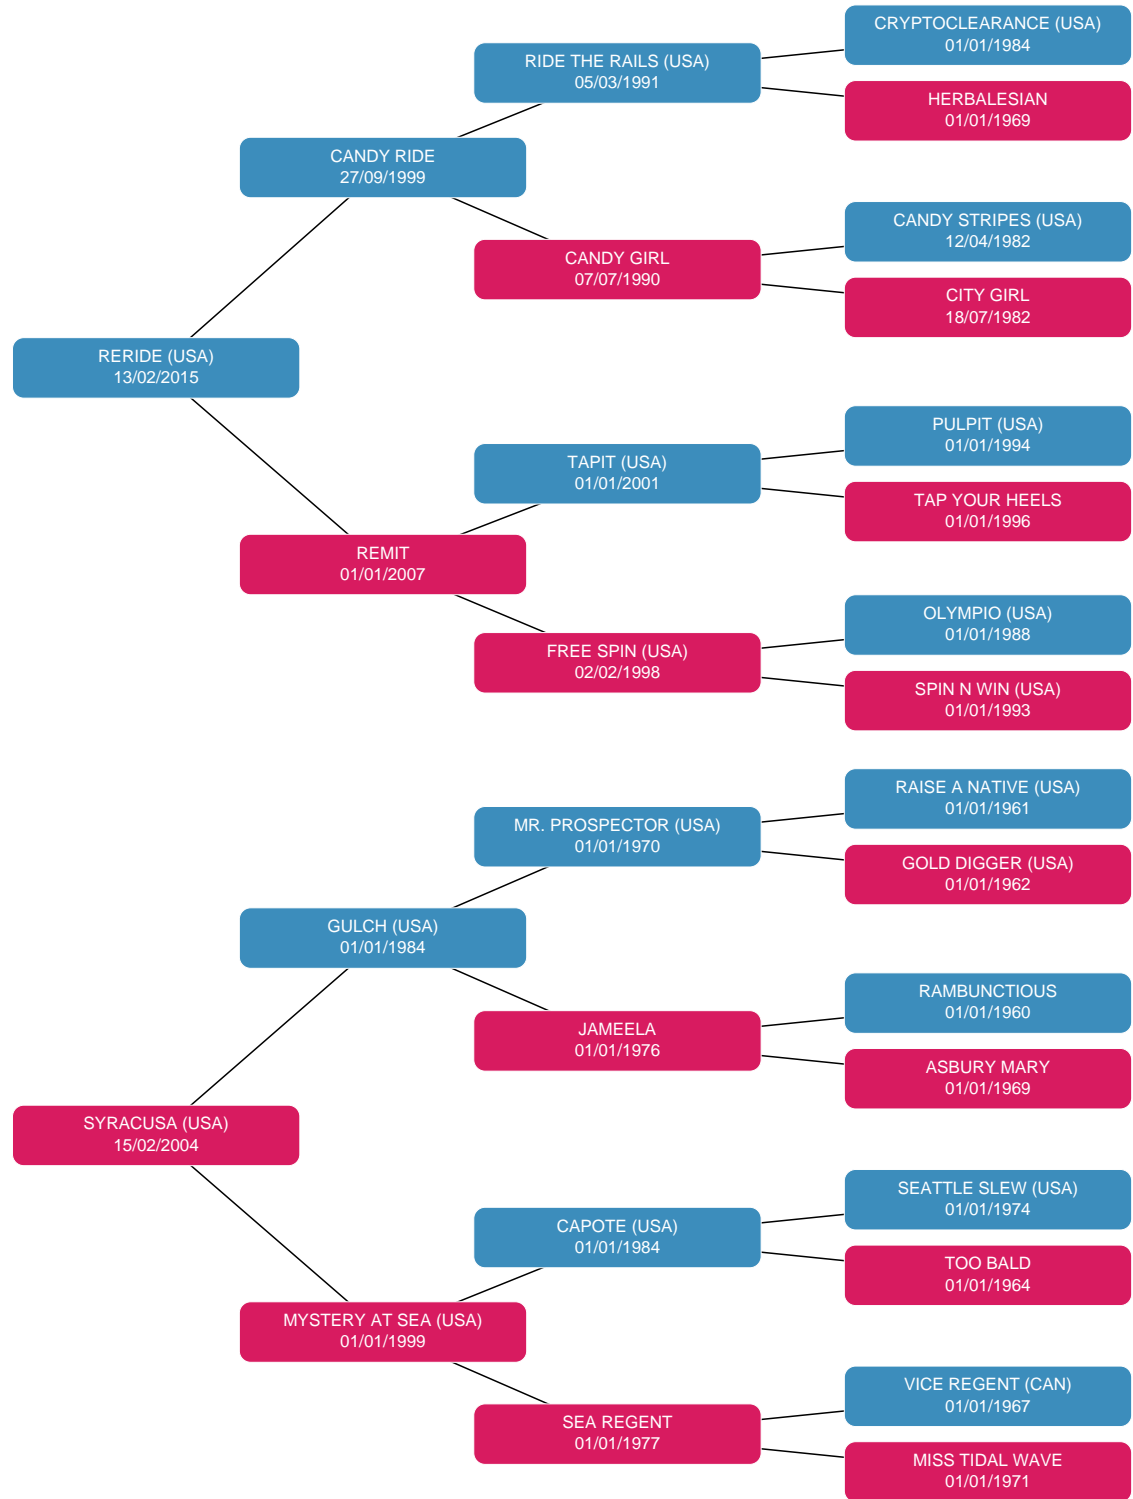 CRYPTOCLEARANCE (USA)
01/01/1984
RIDE THE RAILS (USA)
05/03/1991
HERBALESIAN
01/01/1969
CANDY RIDE
27/09/1999
CANDY STRIPES (USA)
12/04/1982
CANDY GIRL
07/07/1990
CITY GIRL
18/07/1982
RERIDE (USA)
13/02/2015
PULPIT (USA)
01/01/1994
TAPIT (USA)
01/01/2001
TAP YOUR HEELS
01/01/1996
REMIT
01/01/2007
OLYMPIO (USA)
01/01/1988
FREE SPIN (USA)
02/02/1998
SPIN N WIN (USA)
01/01/1993
RAISE A NATIVE (USA)
01/01/1961
MR. PROSPECTOR (USA)
01/01/1970
GOLD DIGGER (USA)
01/01/1962
GULCH (USA)
01/01/1984
RAMBUNCTIOUS
01/01/1960
JAMEELA
01/01/1976
ASBURY MARY
01/01/1969
SYRACUSA (USA)
15/02/2004
SEATTLE SLEW (USA)
01/01/1974
CAPOTE (USA)
01/01/1984
TOO BALD
01/01/1964
MYSTERY AT SEA (USA)
01/01/1999
VICE REGENT (CAN)
01/01/1967
SEA REGENT
01/01/1977
MISS TIDAL WAVE
01/01/1971